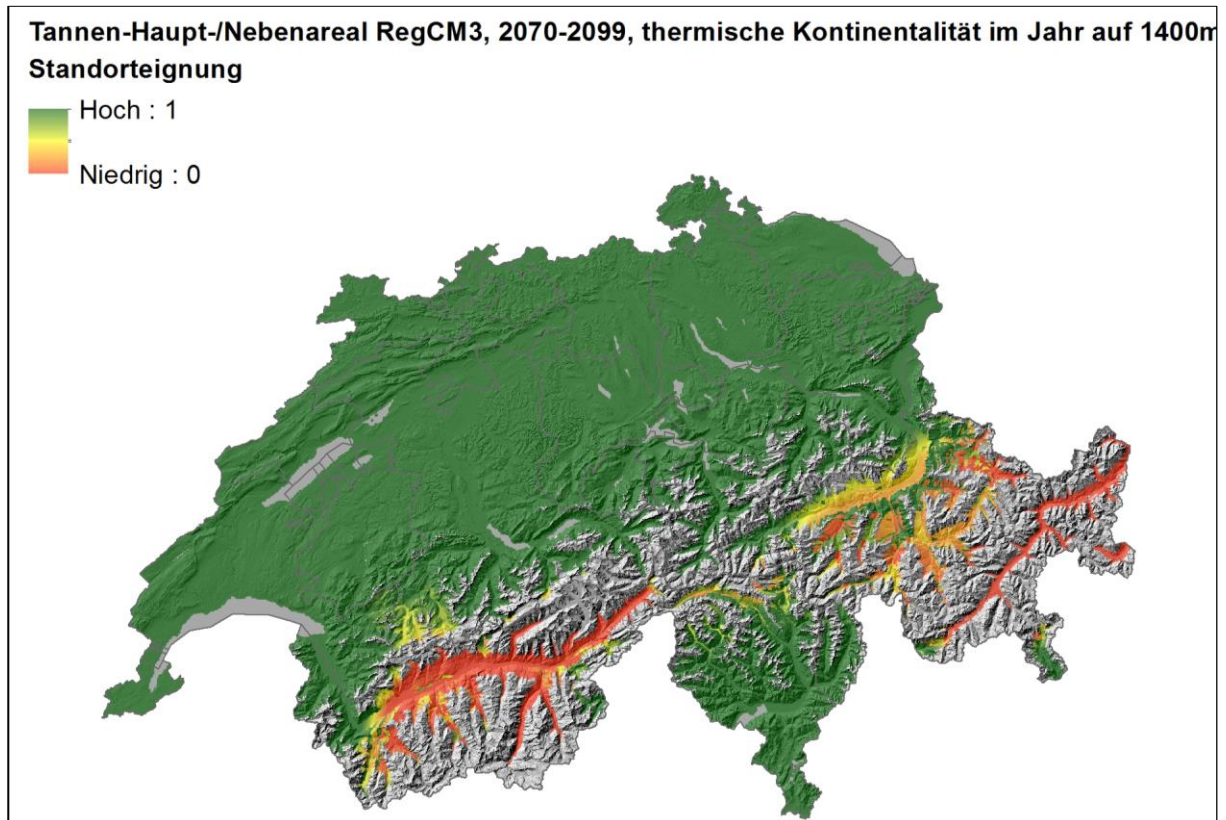 Tannen-Haupt-/Nebenareal RegCM3, 2070-2099, thermische Kontinentalität im Jahr auf 1400m
Standorteignung
Hoch : 1
Niedrig : 0